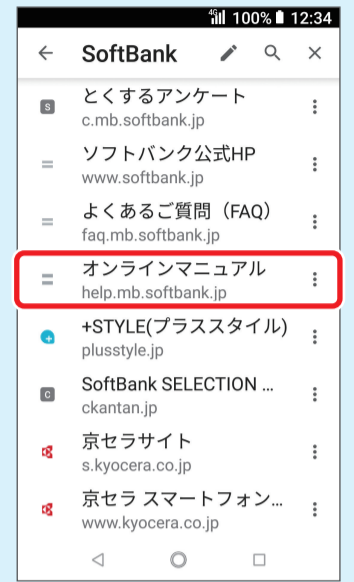 4G 100% 12:34
SoftBank
S とくするアンケート
c.mb.softbank.jp
ソフトバンク公式HP
www.softbank.jp
よくあるご質問（FAQ）
faq.mb.softbank.jp
オンラインマニュアル
help.mb.softbank.jp
+STYLE(プラススタイル)
plusstyle.jp
C SoftBank SELECTION ...
ckantan.jp
京セラサイト
s.kyocera.co.jp
京セラ スマートフォン...
www.kyocera.co.jp